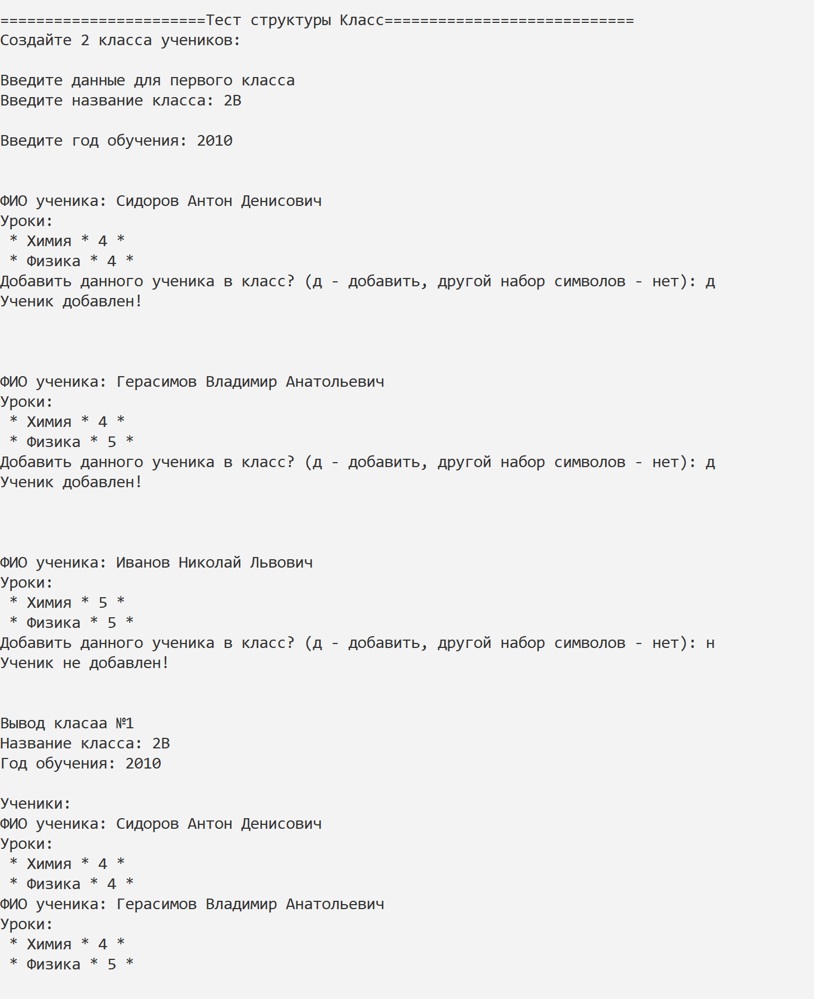 =======================Тест структуры Класс============================
Создайте 2 класса учеников:
Введите данные для первого класса
Введите название класса: 2В
Введите год обучения: 2010
ФИО ученика: Сидоров Антон Денисович
Уроки:
* Химия * 4 *
* Физика * 4 *
Добавить данного ученика в класс? (д - добавить, другой набор символов - нет): д
Ученик добавлен!
ФИО ученика: Герасимов Владимир Анатольевич
Уроки:
* Химия * 4 *
* Физика * 5 *
Добавить данного ученика в класс? (д - добавить, другой набор символов - нет): д
Ученик добавлен!
ФИО ученика: Иванов Николай Львович
Уроки:
* Химия * 5 *
* Физика * 5 *
Добавить данного ученика в класс? (д - добавить, другой набор символов - нет): н
Ученик не добавлен!
Вывод класаа №1
Название класса: 2В
Год обучения: 2010
Ученики:
ФИО ученика: Сидоров Антон Денисович
Уроки:
* Химия * 4 *
* Физика * 4 *
ФИО ученика: Герасимов Владимир Анатольевич
Уроки:
* Химия * 4 *
* Физика * 5 *